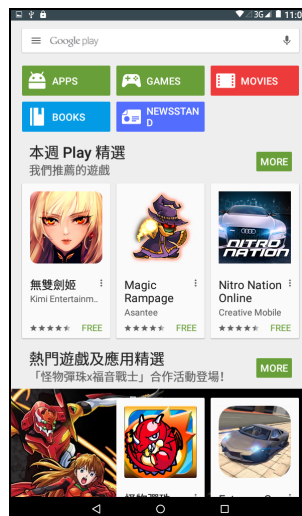 3G 11:0
Google play
APPS
GAMES
MOVIES
BOOKS
NEWSSTAN
D
本週 Play 精選
我們推薦的遊戲
MORE
無雙劍姬
Kimi Entertainm..
FREE
Magic
Rampage
Asantee
FREE
NITRO
NATION
Nitro Nation
Online
Creative Mobile
FREE
熱門遊戲及應用精選
「怪物彈珠x福音戰士」合作活動登場!
MORE